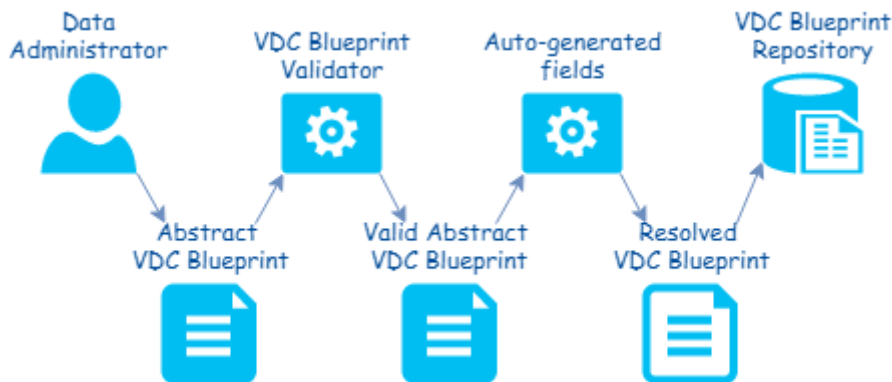 Data
Administrator
VDC Blueprint
Validator
Auto-generated
fields
VDC Blueprint
Repository
Abstract
VDC Blueprint
Valid Abstract
VDC Blueprint
Resolved
VDC Blueprint